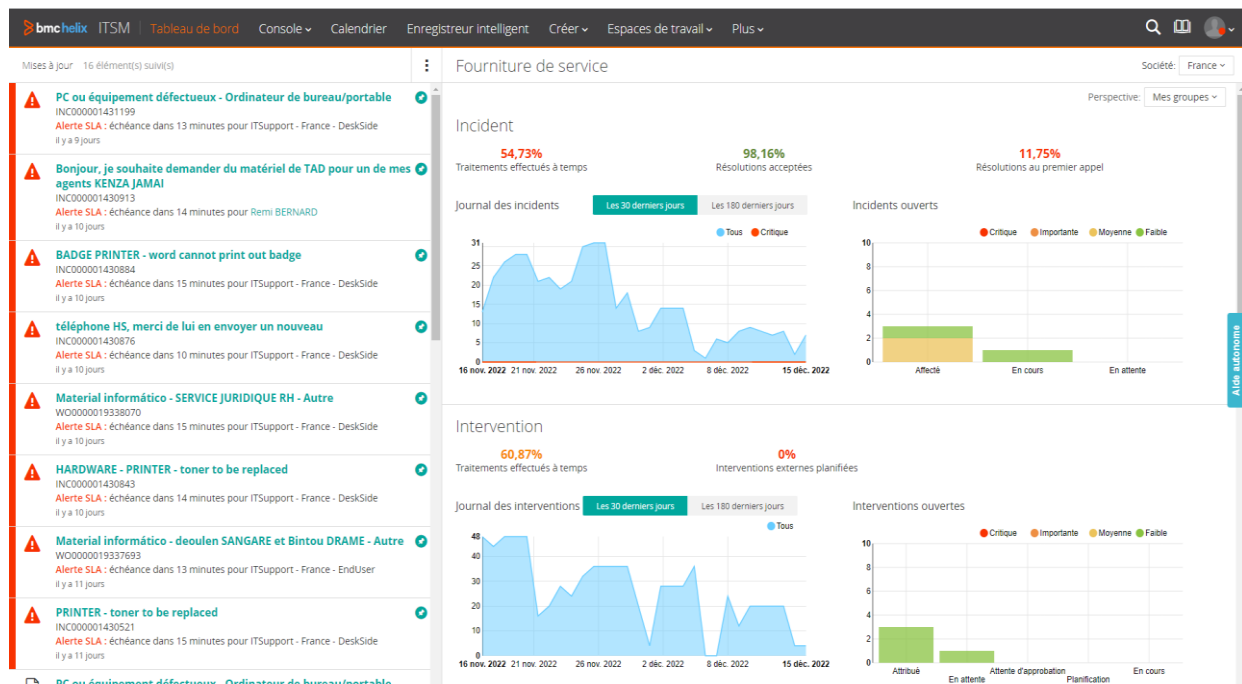 bmc helix ITSM Tableau de bord Console Calendrier Enregistreur intelligent Créer Espaces de travail Plus
Mises à jour 16 élément(s) suivi(s)
PC ou équipement défectueux - Ordinateur de bureau/portable
INC000001431199
Alerte SLA : échéance dans 13 minutes pour ITSupport - France - DeskSide
il y a 9 jours
Bonjour, je souhaite demander du matériel de TAD pour un de mes
agents KENZA JAMAI
INC000001430913
Alerte SLA : échéance dans 14 minutes pour Remi BERNARD
il y a 10 jours
BADGE PRINTER - word cannot print out badge
INC000001430884
Alerte SLA : échéance dans 15 minutes pour ITSupport - France - DeskSide
il y a 10 jours
téléphone HS, merci de lui en envoyer un nouveau
INC000001430876
Alerte SLA : échéance dans 10 minutes pour ITSupport - France - DeskSide
il y a 10 jours
Material informático - SERVICE JURIDIQUE RH - Autre
WO0000019338070
Alerte SLA : échéance dans 15 minutes pour ITSupport - France - DeskSide
il y a 10 jours
HARDWARE - PRINTER - toner to be replaced
INC000001430843
Alerte SLA : échéance dans 14 minutes pour ITSupport - France - DeskSide
il y a 10 jours
Material informático - deoulen SANGARE et Bintou DRAME - Autre
WO0000019337693
Alerte SLA : échéance dans 13 minutes pour ITSupport - France - EndUser
il y a 11 jours
PRINTER - toner to be replaced
INC000001430521
Alerte SLA : échéance dans 15 minutes pour ITSupport - France - DeskSide
il y a 11 jours
PC ou équipement défectueux - Ordinateur de bureau/portable
Fourniture de service
Société: France
Perspective: Mes groupes
Incident
54,73% 98,16% 11,75%
Traitements effectués à temps Résolutions acceptées Résolutions au premier appel
Journal des incidents Les 30 derniers jours Les 180 derniers jours
Tous Critique
31
25
20
15
10
5
0
16 nov. 2022 21 nov. 2022 26 nov. 2022 2 déc. 2022 8 déc. 2022 15 déc. 2022
Incidents ouverts
Critique Importante Moyenne Faible
10
8
6
4
2
0
Affecté En cours En attente
Aide autonome
Intervention
60,87% 0%
Traitements effectués à temps Interventions externes planifiées
Journal des interventions Les 30 derniers jours Les 180 derniers jours
Tous
48
40
30
20
10
0
16 nov. 2022 21 nov. 2022 26 nov. 2022 2 déc. 2022 8 déc. 2022 15 déc. 2022
Interventions ouvertes
Critique Importante Moyenne Faible
10
8
6
4
2
0
Attribué En attente Attente d'approbation Planification En cours